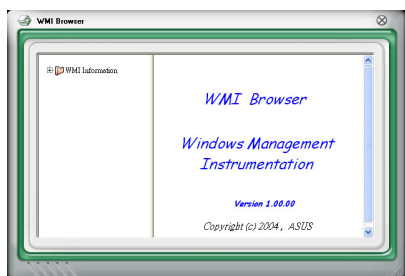 WMI Browser
WMI Information
WMI Browser
Windows Management
Instrumentation
Version 1.00.00
Copyright (c) 2004 , ASUS